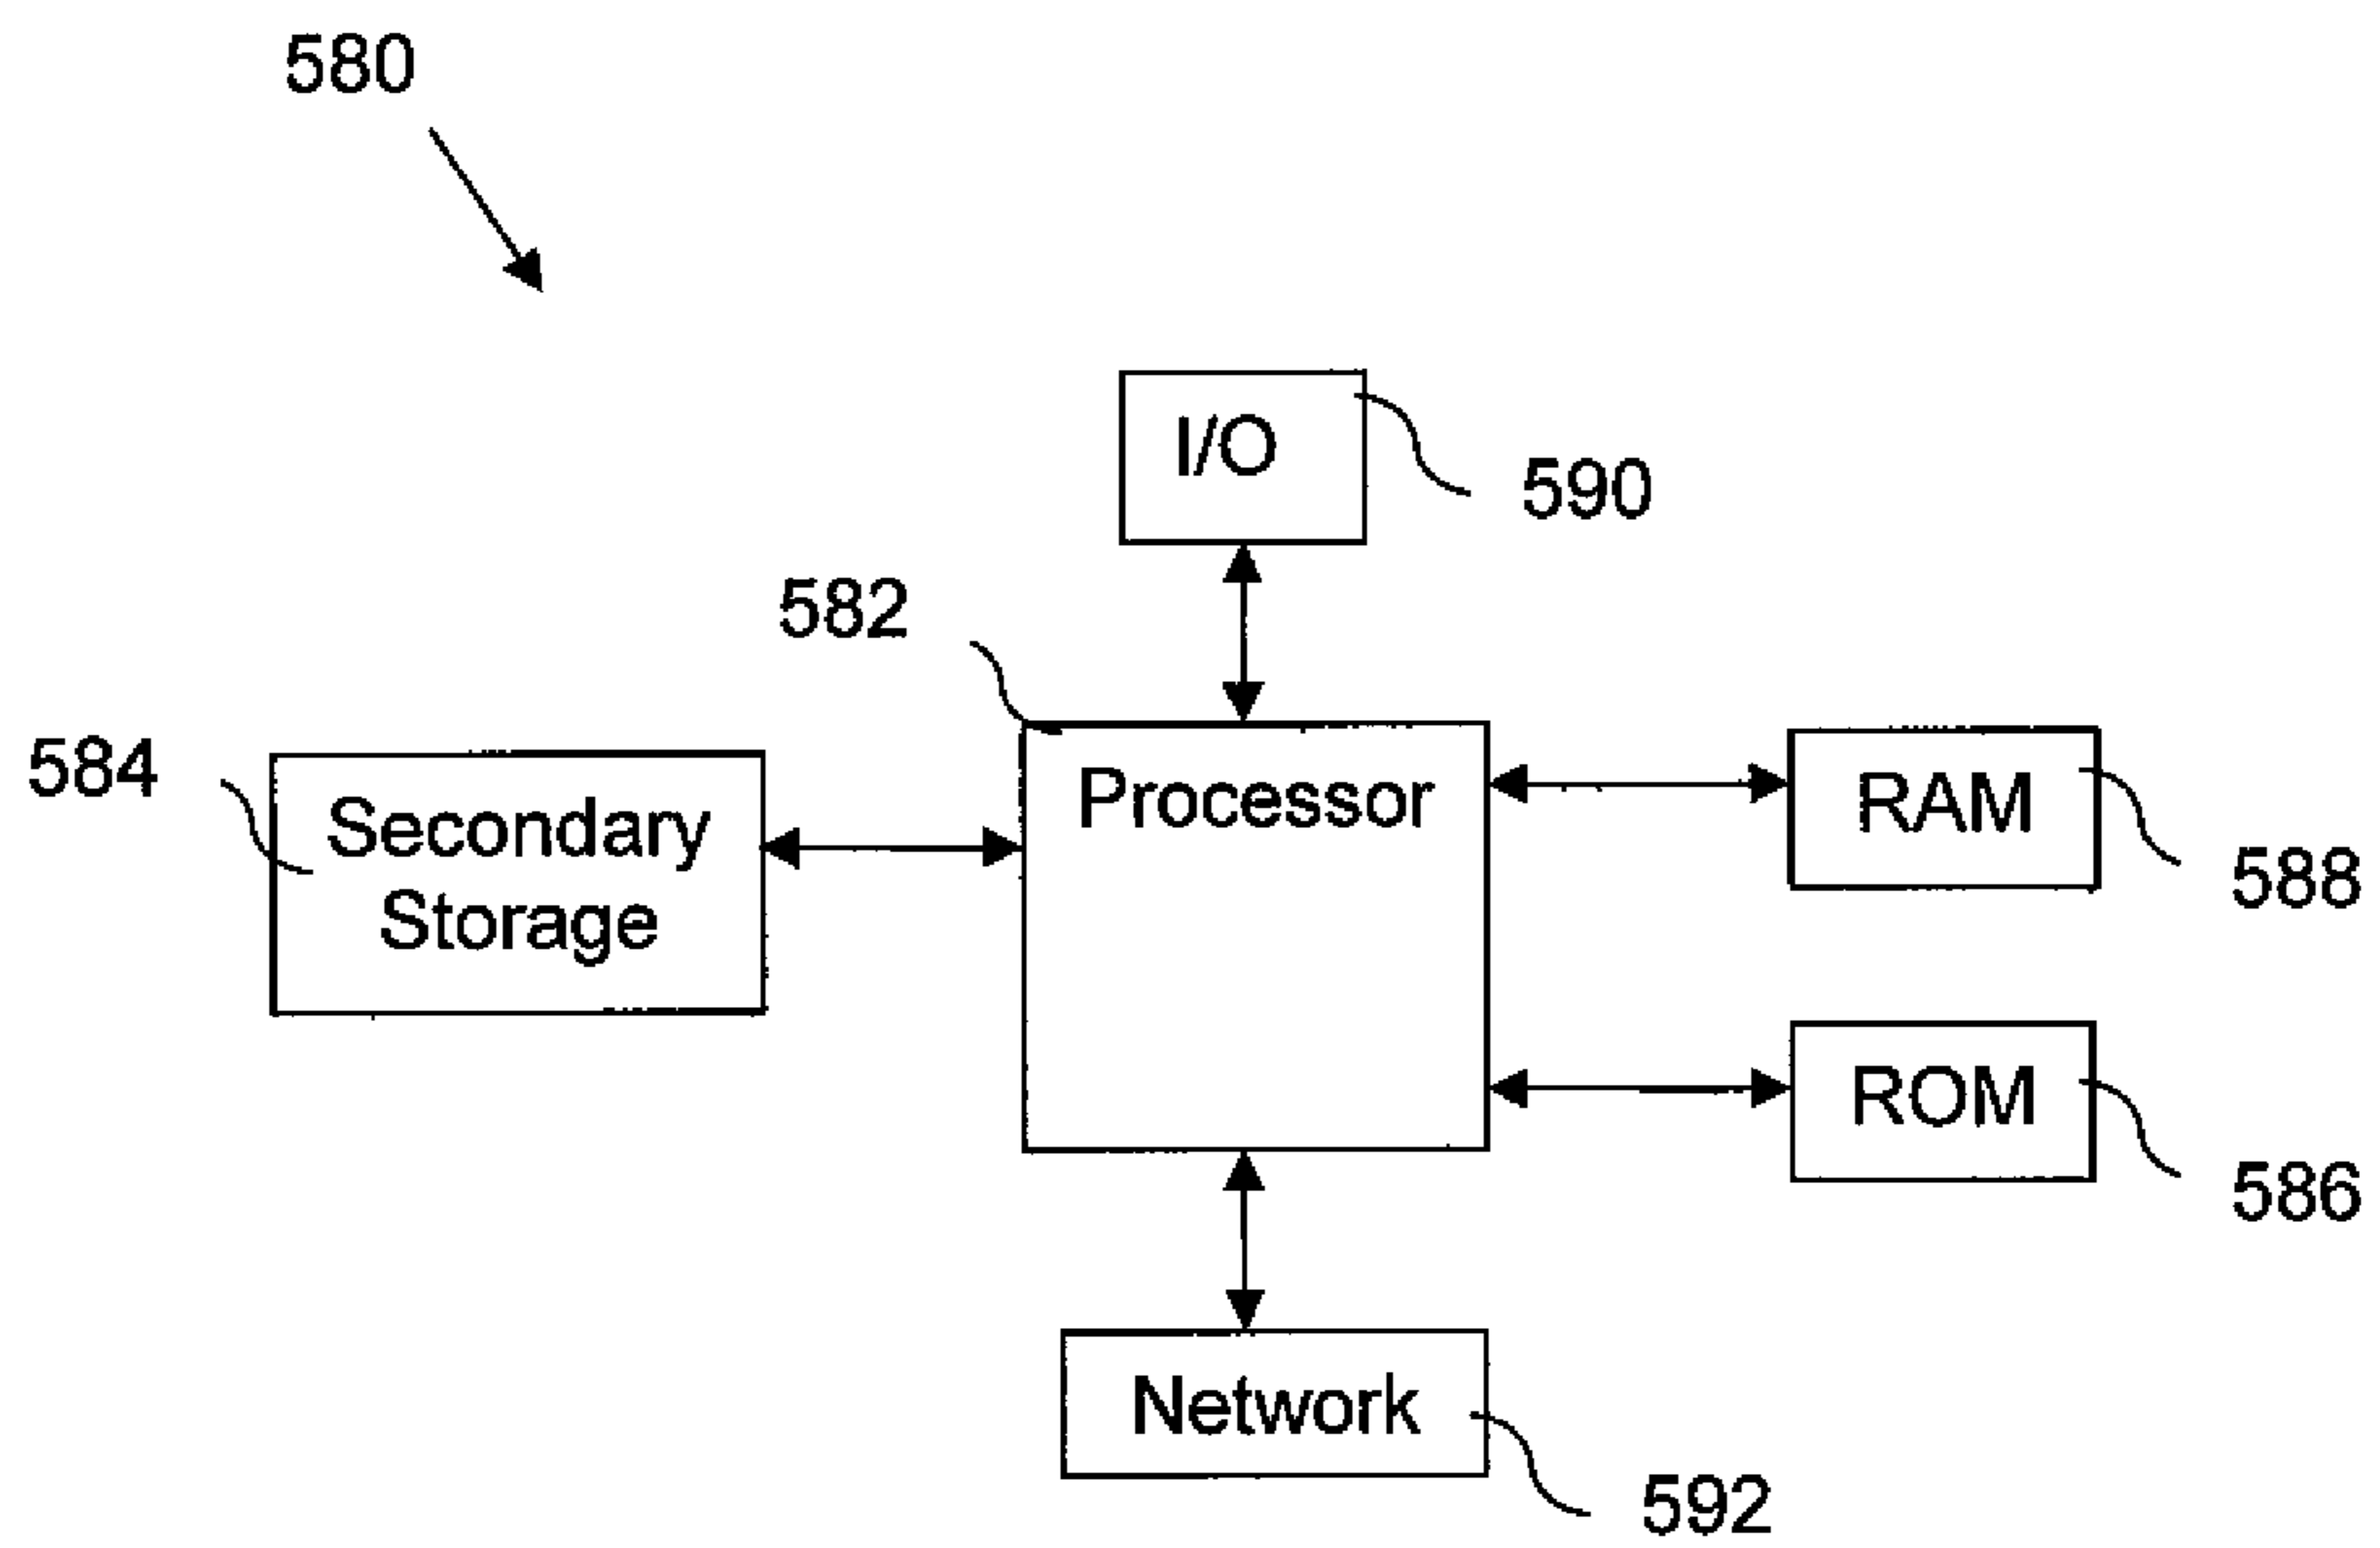 580
I/O
590
582
584
Secondary
Storage
Processor
RAM
588
ROM
586
Network
592